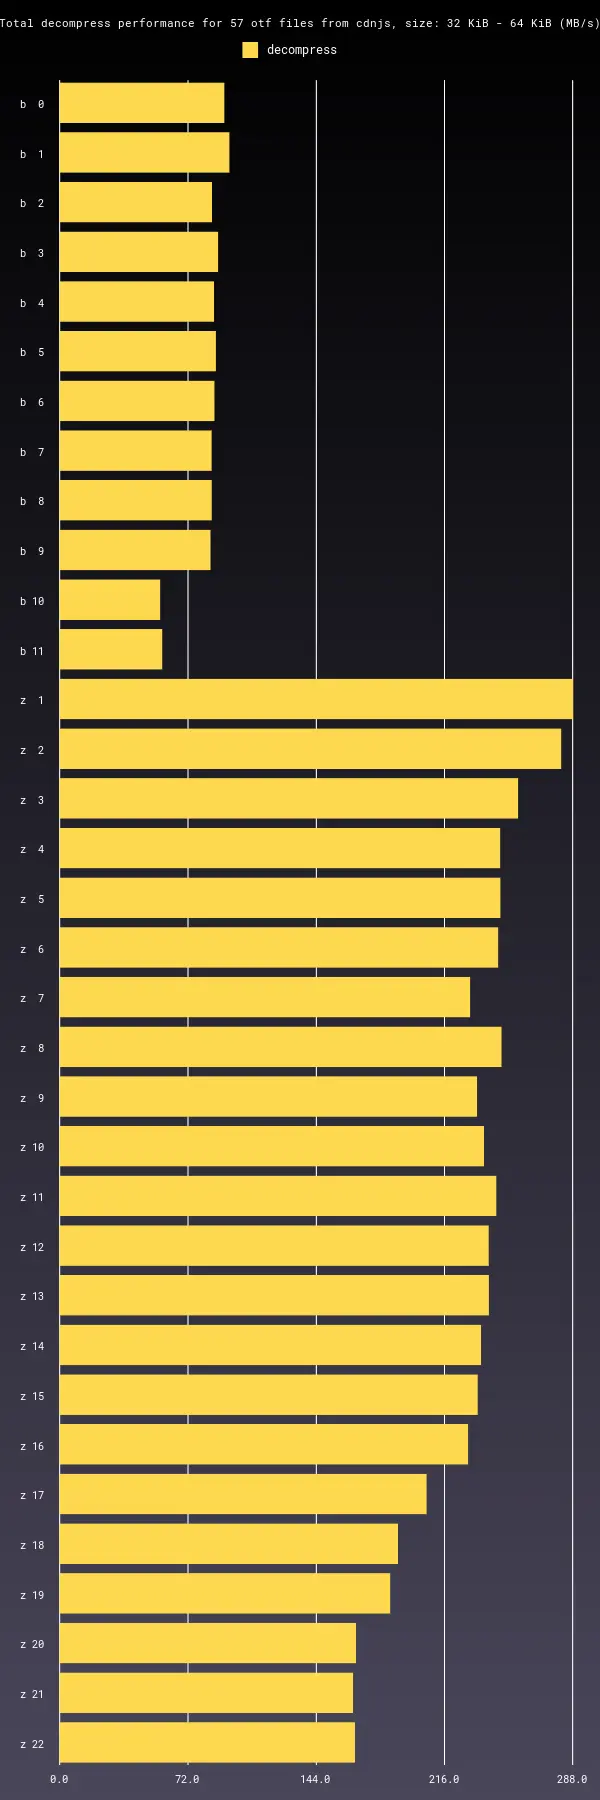 Total decompress performance for 57 otf files from cdnjs, size: 32 KiB - 64 KiB (MB/s)
decompress
b 0
b 1
b 2
b 3
b 4
b 5
b 6
b 7
b 8
b 9
b 10
b 11
z 1
z 2
z 3
z 4
z 5
z 6
z 7
z 8
z 9
z 10
z 11
z 12
z 13
z 14
z 15
z 16
z 17
z 18
z 19
z 20
z 21
z 22
0.0 72.0 144.0 216.0 288.0